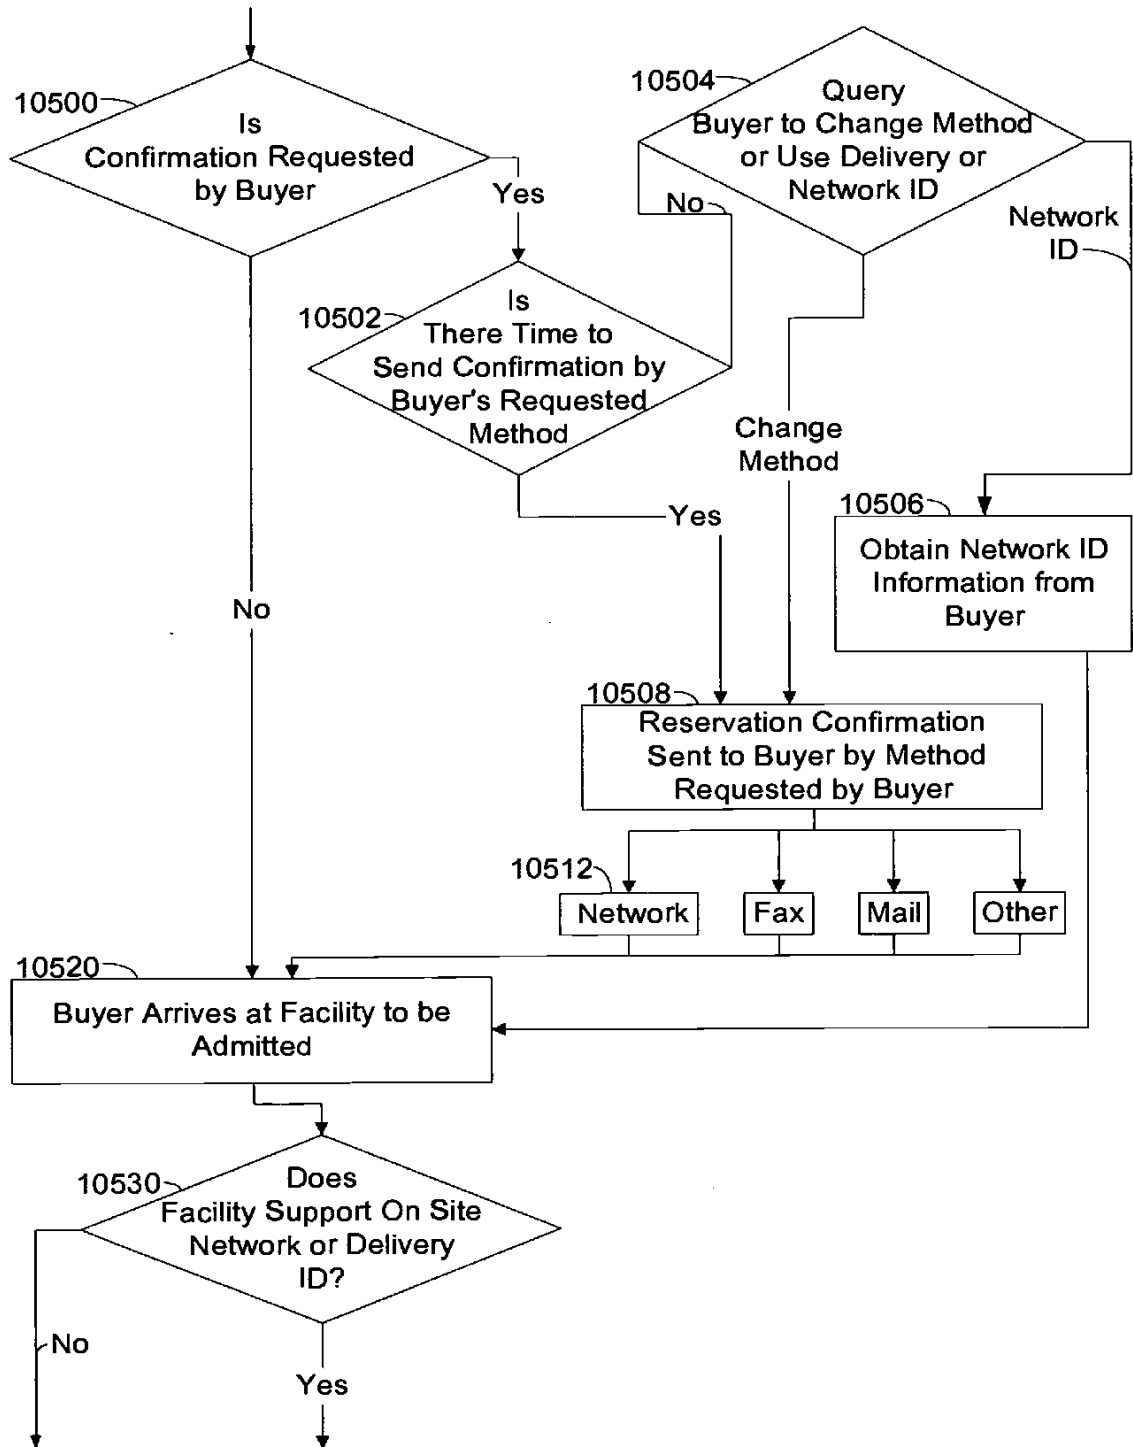 10500
Is
Confirmation Requested
by Buyer
Yes
10504
Query
Buyer to Change Method
or Use Delivery or
Network ID
No
Network
ID
10502
Is
There Time to
Send Confirmation by
Buyer's Requested
Method
Change
Method
Yes
10506
Obtain Network ID
Information from
Buyer
No
10508
Reservation Confirmation
Sent to Buyer by Method
Requested by Buyer
10512
Network
Fax
Mail
Other
10520
Buyer Arrives at Facility to be
Admitted
10530
Does
Facility Support On Site
Network or Delivery
ID?
No
Yes